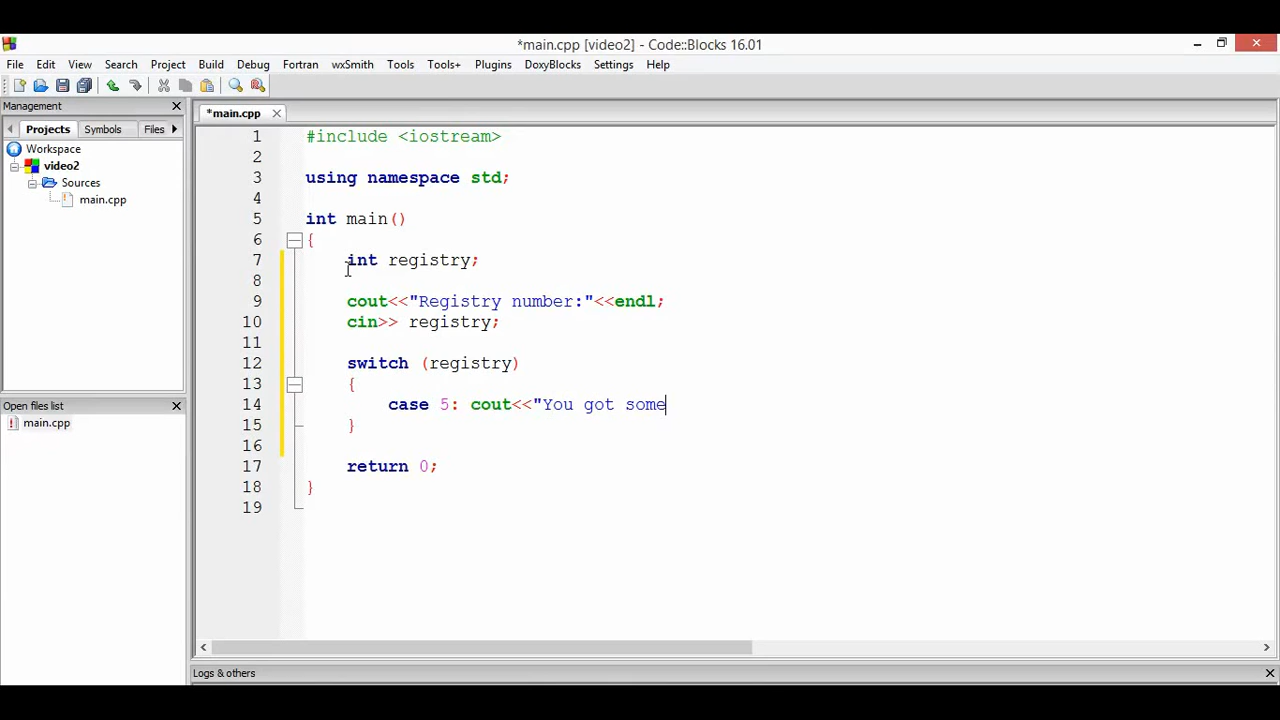 *main.cpp [video2] - Code::Blocks 16.01
File Edit View Search Project Build Debug Fortran wxSmith Tools Tools+ Plugins DoxyBlocks Settings Help
Management
Projects Symbols Files
Workspace
video2
Sources
main.cpp
Open files list
main.cpp
*main.cpp
1 #include <iostream>
2
3 using namespace std;
4
5 int main()
6 {
7 int registry;
8
9 cout<<"Registry number:"<<endl;
10 cin>> registry;
11
12 switch (registry)
13 {
14 case 5: cout<<"You got some
15 }
16
17 return 0;
18 }
19
Logs & others